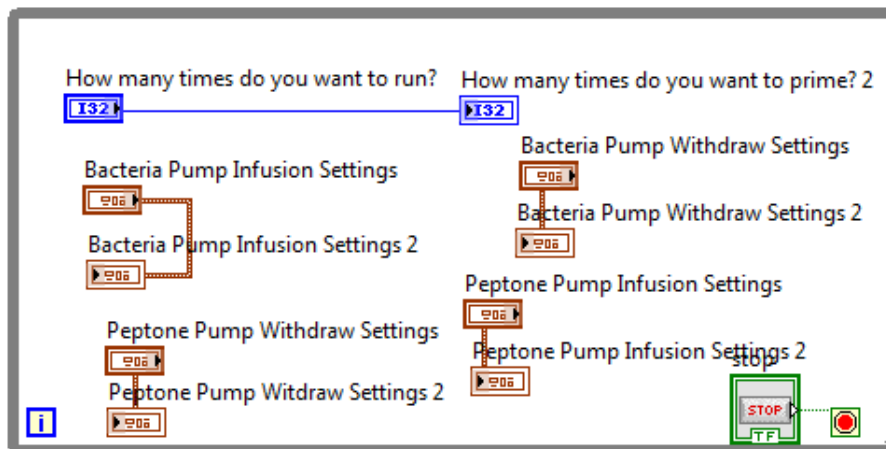 How many times do you want to run?
How many times do you want to prime? 2
I32
I32
Bacteria Pump Infusion Settings
Bacteria Pump Withdraw Settings
Bacteria Pump Infusion Settings 2
Bacteria Pump Withdraw Settings 2
Peptone Pump Infusion Settings
Peptone Pump Withdraw Settings
Peptone Pump Infusion Settings 2
stop
Peptone Pump Witdraw Settings 2
STOP
TF
i